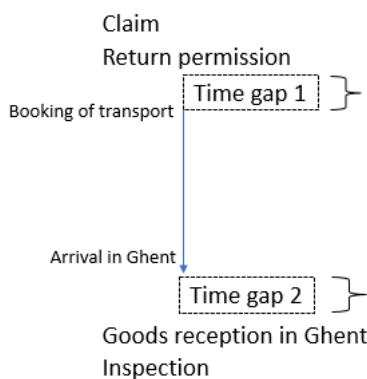 Claim
Return permission
Time gap 1
Booking of transport
Arrival in Ghent
Time gap 2
Goods reception in Ghent
Inspection